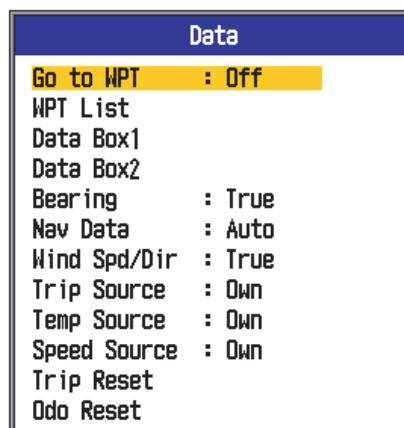 Data
Go to WPT : Off
WPT List
Data Box1
Data Box2
Bearing : True
Nav Data : Auto
Wind Spd/Dir : True
Trip Source : Own
Temp Source : Own
Speed Source : Own
Trip Reset
Odo Reset